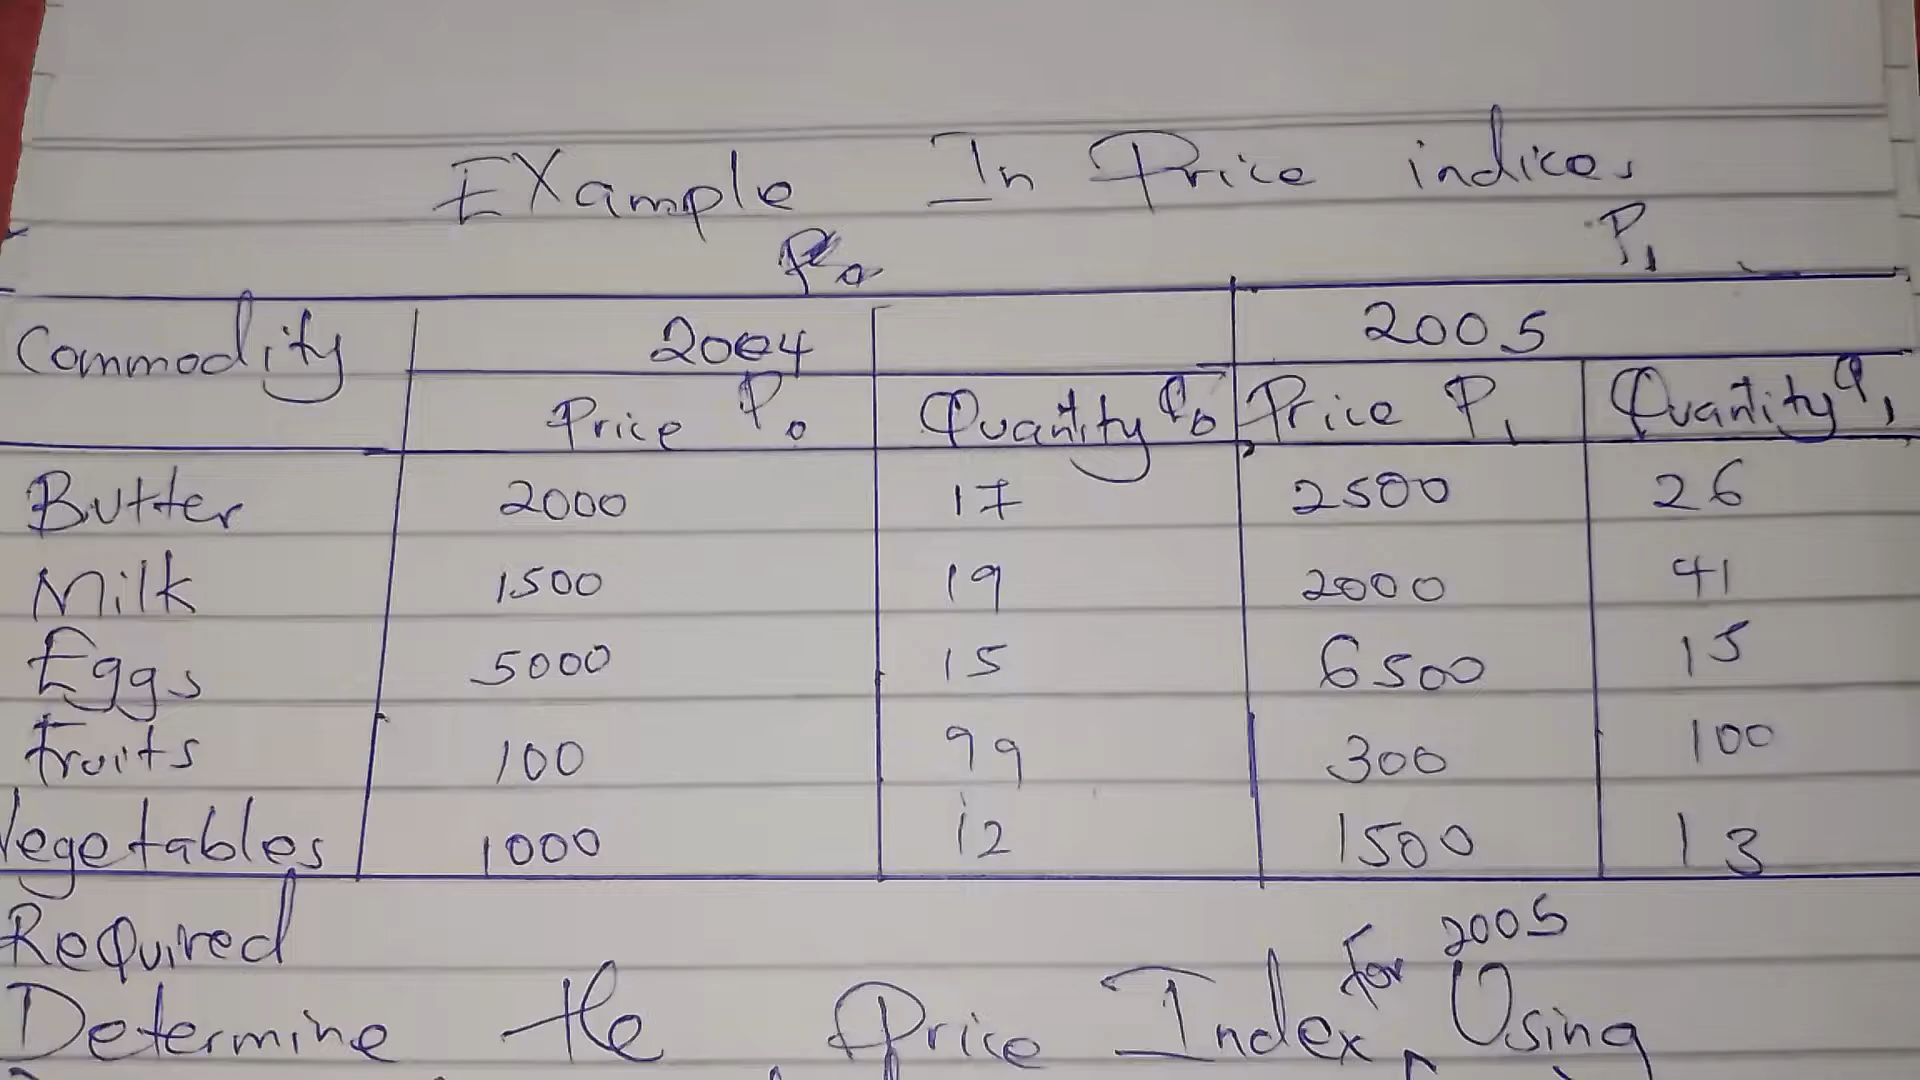 Example In Price indices
P0 P1
Commodity 2004 2005
Price P0 Quantity q0 Price P1 Quantity q1
Butter 2000 17 2500 26
Milk 1500 19 2000 41
Eggs 5000 15 6500 15
fruits 100 99 300 100
Vegetables 1000 12 1500 13
Required
Determine the Price Index for 2005 Using